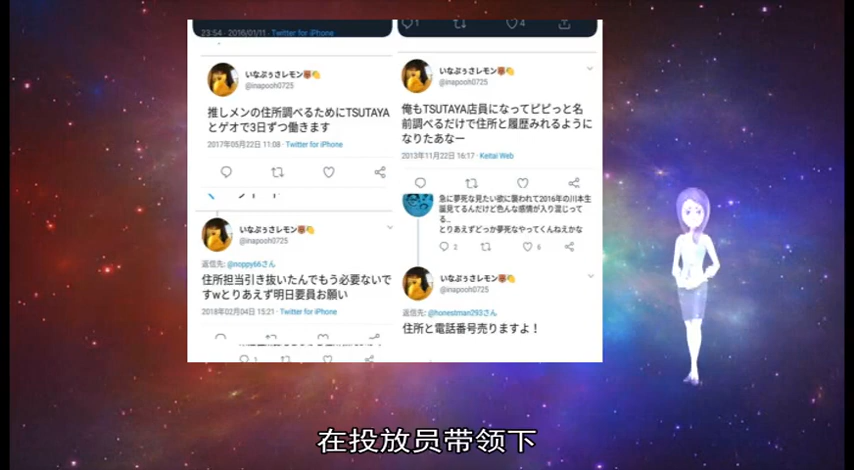 23:54 · 2016/01/11 · Twitter for iPhone
いなぷぅさレモン🐻🍋
@inapooh0725
推しメンの住所調べるためにTSUTAYA
とゲオで3日ずつ働きます
2017年05月22日 11:08 · Twitter for iPhone
いなぷぅさレモン🐻🍋
@inapooh0725
返信先: @noppy66さん
住所担当引き抜いたんでもう必要ないで
すwとりあえず明日要員お願い
2018年02月04日 15:21 · Twitter for iPhone
1
1
4
いなぷぅさレモン🐻🍋
@inapooh0725
俺もTSUTAYA店員になってピピっと名
前調べるだけで住所と履歴みれるように
なりたあなー
2013年11月22日 16:17 · Keitai Web
急に夢死な見たい欲に襲われて2016年の川本生
誕見てるんだけど色んな感情が入り混じって
る…
とりあえずどっか夢死なやってくんねえかな
2
6
いなぷぅさレモン🐻🍋
@inapooh0725
返信先: @honestman293さん
住所と電話番号売りますよ！
在投放员带领下